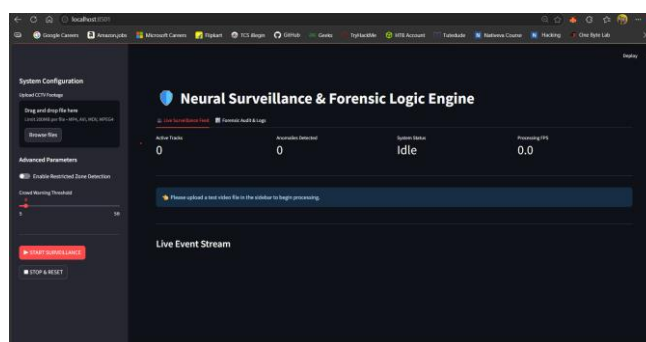 localhost:8501
Google Careers Amazon.jobs Microsoft Careers Flipkart TCS iBegin GitHub Geeks TryHackMe HTB Account Tutedude Namweva Course Hacking One Byte Lab
Deploy
System Configuration
Upload CCTV Footage
Drag and drop file here
Limit 200MB per file • MP4, AVI, MOV, MPEG4
Browse files
Advanced Parameters
Enable Restricted Zone Detection
Crowd Warning Threshold
5 50
START SURVEILLANCE
STOP & RESET
Neural Surveillance & Forensic Logic Engine
Live Surveillance Feed Forensic Audit & Logs
Active Tracks Anomalies Detected System Status Processing FPS
0 0 Idle 0.0
Please upload a test video file in the sidebar to begin processing.
Live Event Stream